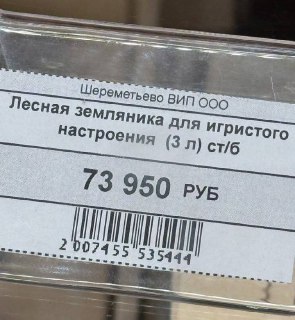 Шереметьево ВИП ООО
Лесная земляника для игристого
настроения (3 л) ст/б
73 950 РУБ
2 007455 535444